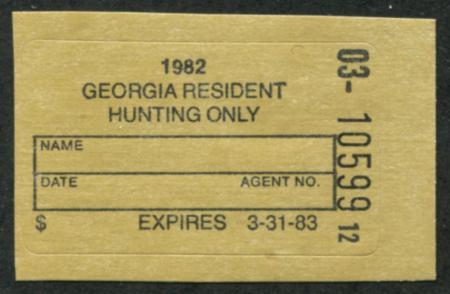 1982
GEORGIA RESIDENT
HUNTING ONLY
NAME
DATE AGENT NO.
$ EXPIRES 3-31-83
03- 10599 12